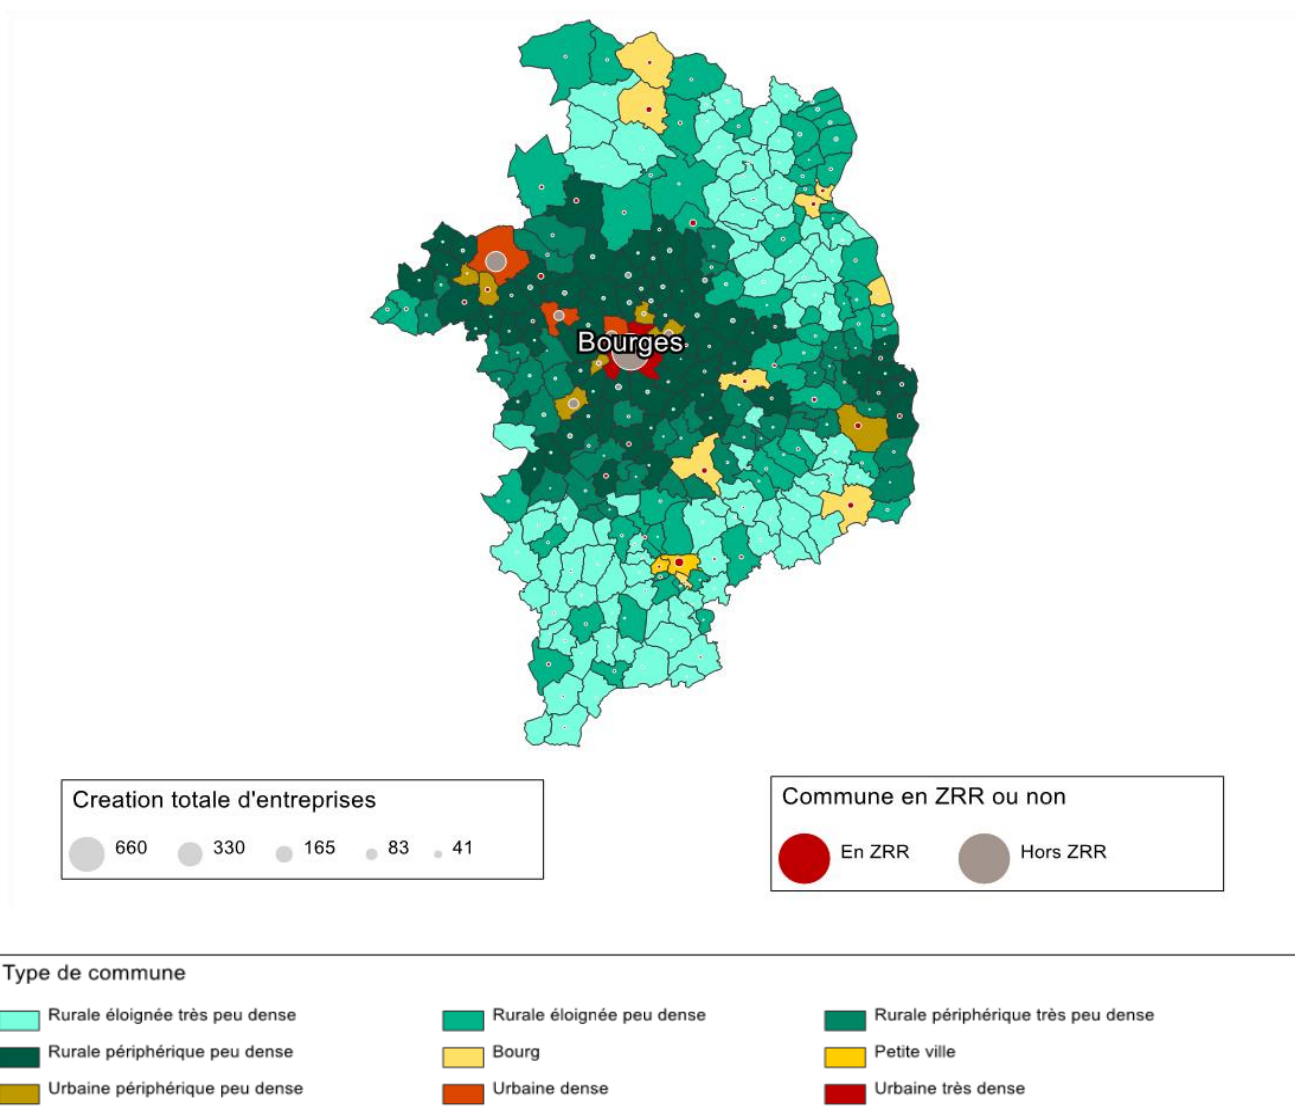 Bourges
Creation totale d'entreprises
660 330 165 83 41
Commune en ZRR ou non
En ZRR Hors ZRR
Type de commune
Rurale éloignée très peu dense Rurale éloignée peu dense Rurale périphérique très peu dense
Rurale périphérique peu dense Bourg Petite ville
Urbaine périphérique peu dense Urbaine dense Urbaine très dense